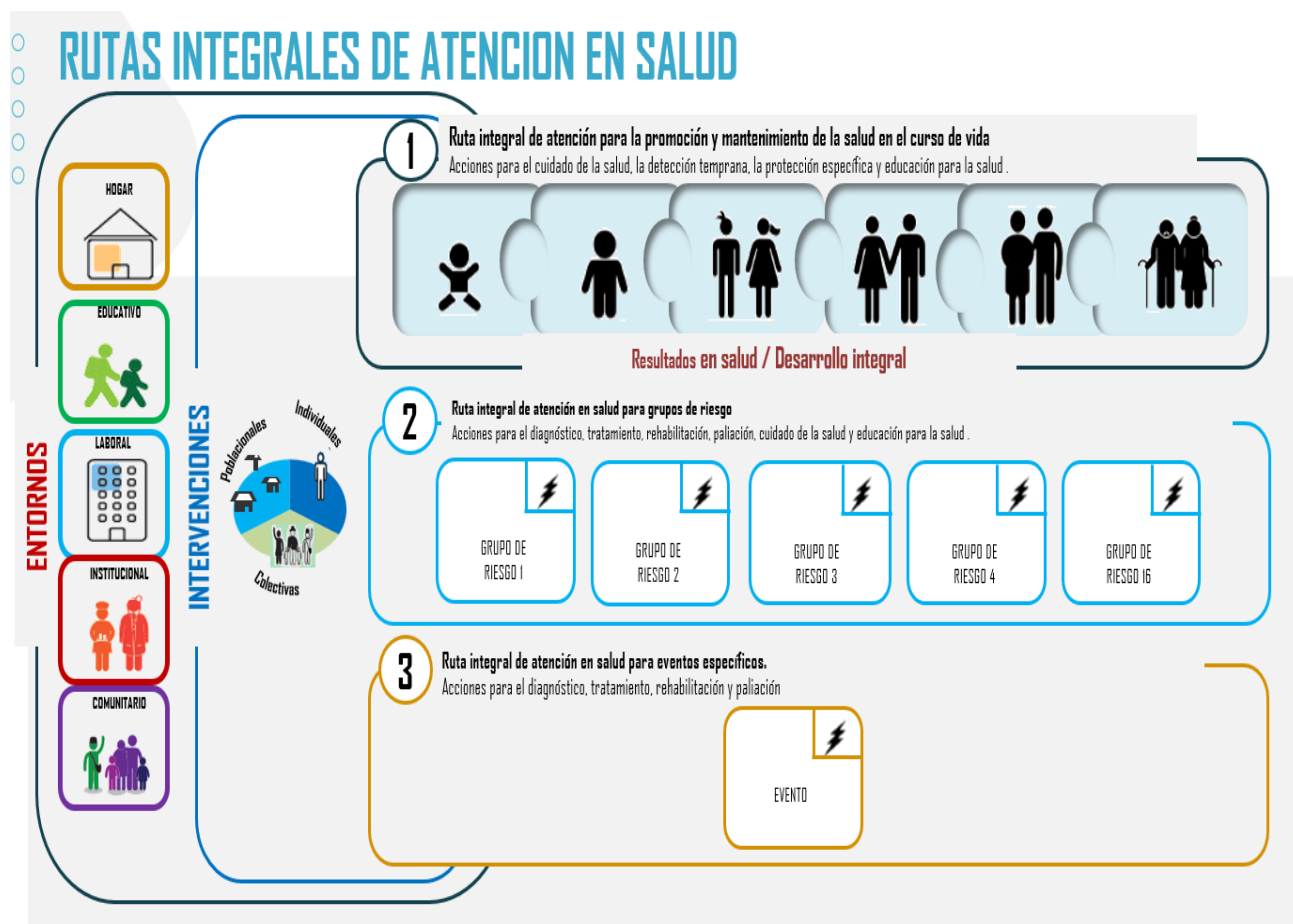 RUTAS INTEGRALES DE ATENCION EN SALUD
ENTORNOS
HOGAR
EDUCATIVO
LABORAL
INSTITUCIONAL
COMUNITARIO
INTERVENCIONES
Poblacionales
Individuales
Colectivas
1
Ruta integral de atención para la promoción y mantenimiento de la salud en el curso de vida
Acciones para el cuidado de la salud, la detección temprana, la protección específica y educación para la salud .
Resultados en salud / Desarrollo integral
2
Ruta integral de atención en salud para grupos de riesgo
Acciones para el diagnóstico, tratamiento, rehabilitación, paliación, cuidado de la salud y educación para la salud .
GRUPO DE
RIESGO 1
GRUPO DE
RIESGO 2
GRUPO DE
RIESGO 3
GRUPO DE
RIESGO 4
GRUPO DE
RIESGO 16
3
Ruta integral de atención en salud para eventos específicos.
Acciones para el diagnóstico, tratamiento, rehabilitación y paliación
EVENTO